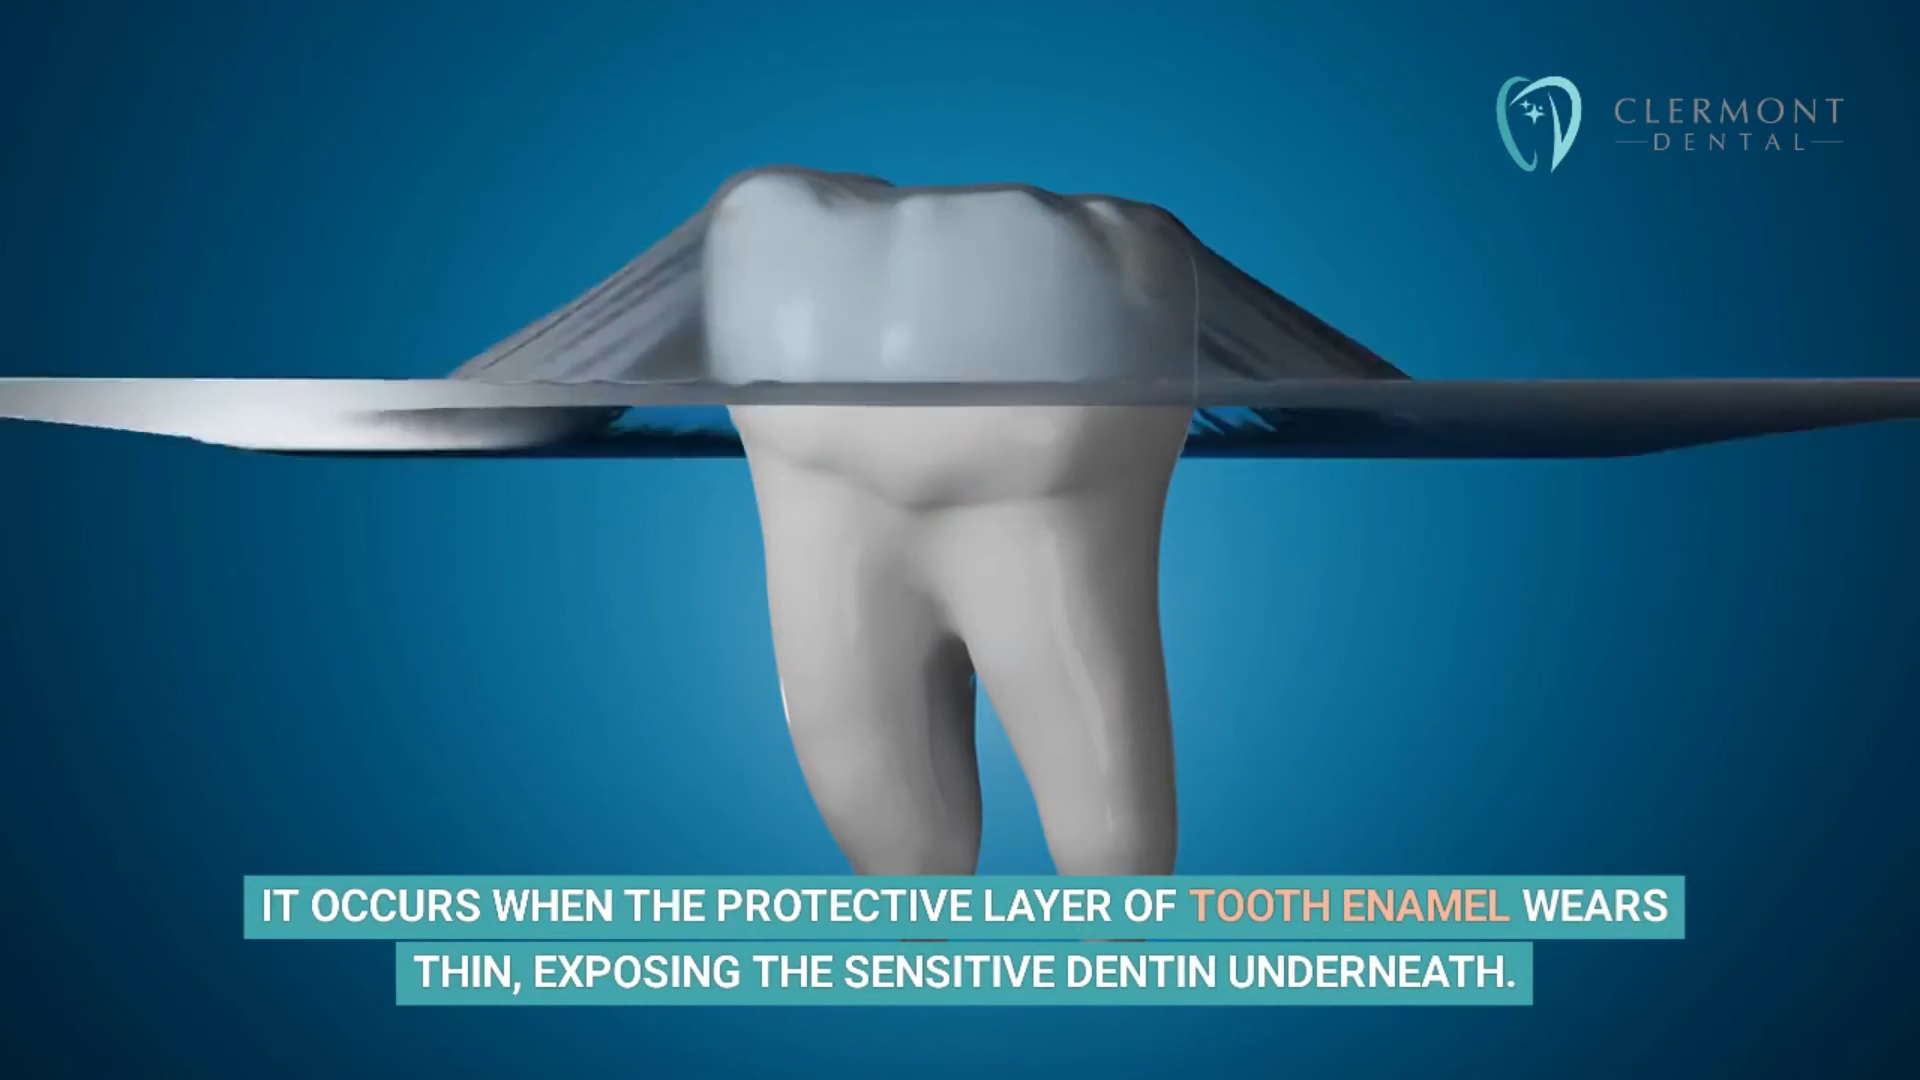 CLERMONT
DENTAL
IT OCCURS WHEN THE PROTECTIVE LAYER OF TOOTH ENAMEL WEARS
THIN, EXPOSING THE SENSITIVE DENTIN UNDERNEATH.